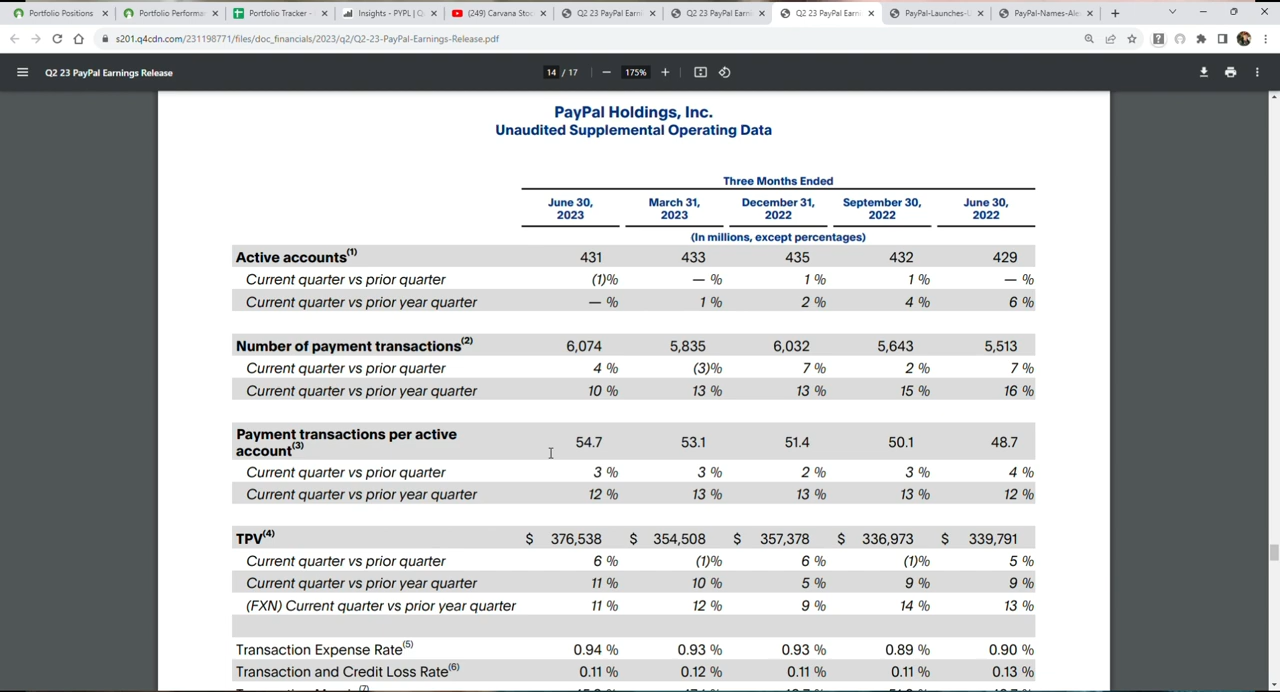 Portfolio Positions
Portfolio Performan
Portfolio Tracker -
Insights - PYPL | Q
(249) Carvana Stoc
Q2 23 PayPal Earni
Q2 23 PayPal Earn
Q2 23 PayPal Earn
PayPal-Launches-U
PayPal-Names-Ale
s201.q4cdn.com/231198771/files/doc_financials/2023/q2/Q2-23-PayPal-Earnings-Release.pdf
Q2 23 PayPal Earnings Release 14 / 17 175%
PayPal Holdings, Inc.
Unaudited Supplemental Operating Data
Three Months Ended
June 30, 2023 March 31, 2023 December 31, 2022 September 30, 2022 June 30, 2022
(In millions, except percentages)
Active accounts(1) 431 433 435 432 429
Current quarter vs prior quarter (1)% — % 1 % 1 % — %
Current quarter vs prior year quarter — % 1 % 2 % 4 % 6 %
Number of payment transactions(2) 6,074 5,835 6,032 5,643 5,513
Current quarter vs prior quarter 4 % (3)% 7 % 2 % 7 %
Current quarter vs prior year quarter 10 % 13 % 13 % 15 % 16 %
Payment transactions per active
account(3) 54.7 53.1 51.4 50.1 48.7
Current quarter vs prior quarter 3 % 3 % 2 % 3 % 4 %
Current quarter vs prior year quarter 12 % 13 % 13 % 13 % 12 %
TPV(4) $ 376,538 $ 354,508 $ 357,378 $ 336,973 $ 339,791
Current quarter vs prior quarter 6 % (1)% 6 % (1)% 5 %
Current quarter vs prior year quarter 11 % 10 % 5 % 9 % 9 %
(FXN) Current quarter vs prior year quarter 11 % 12 % 9 % 14 % 13 %
Transaction Expense Rate(5) 0.94 % 0.93 % 0.93 % 0.89 % 0.90 %
Transaction and Credit Loss Rate(6) 0.11 % 0.12 % 0.11 % 0.11 % 0.13 %